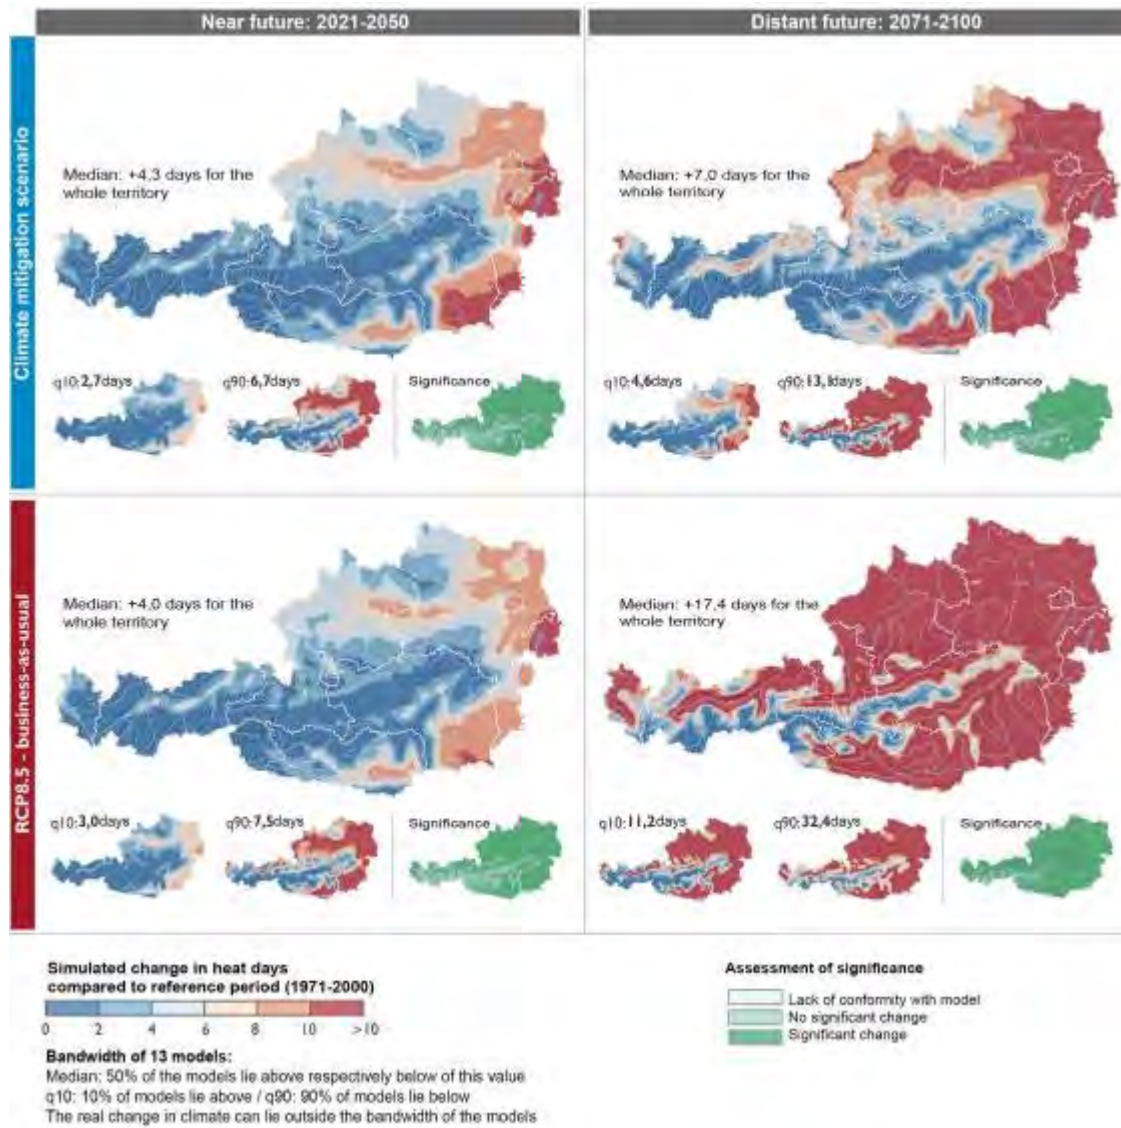 Near future: 2021-2050
Distant future: 2071-2100
Climate mitigation scenario
Median: +4,3 days for the
whole territory
q10:2,7days
q90:6,7days
Significance
Median: +7,0 days for the
whole territory
q10:4,6days
q90:13,1days
Significance
RCP8.5 - business-as-usual
Median: +4,0 days for the
whole territory
q10:3,0days
q90:7,5days
Significance
Median: +17,4 days for the
whole territory
q10:11,2days
q90:32,4days
Significance
Simulated change in heat days
compared to reference period (1971-2000)
0 2 4 6 8 10 >10
Bandwidth of 13 models:
Median: 50% of the models lie above respectively below of this value
q10: 10% of models lie above / q90: 90% of models lie below
The real change in climate can lie outside the bandwidth of the models
Assessment of significance
Lack of conformity with model
No significant change
Significant change